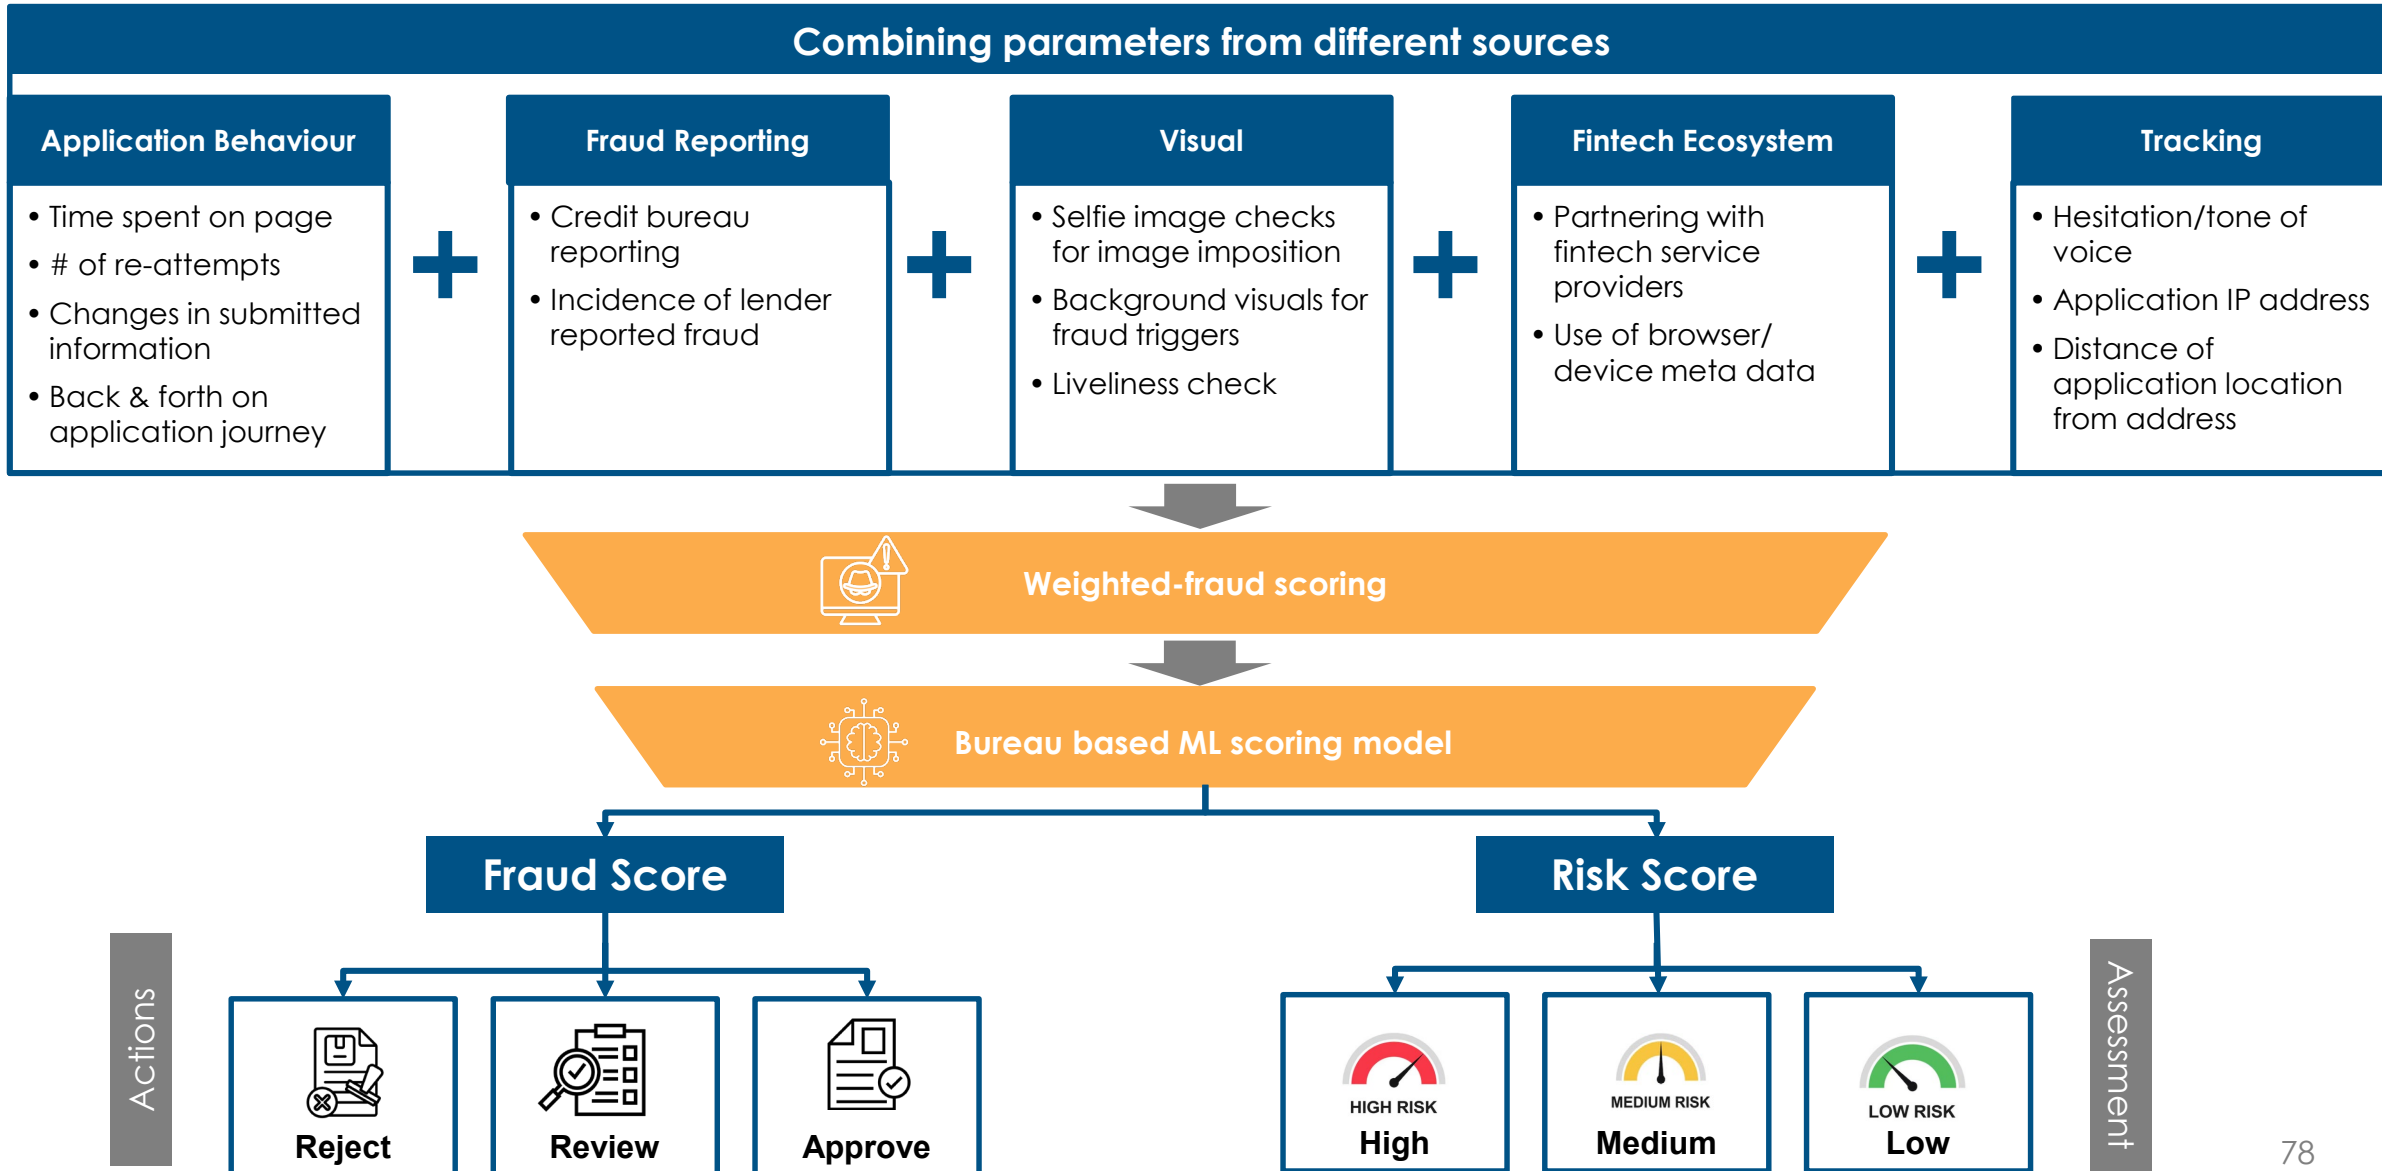 Combining parameters from different sources
Application Behaviour
• Time spent on page
• # of re-attempts
• Changes in submitted
information
• Back & forth on
application journey
Fraud Reporting
• Credit bureau
reporting
• Incidence of lender
reported fraud
Visual
• Selfie image checks
for image imposition
• Background visuals for
fraud triggers
• Liveliness check
Fintech Ecosystem
• Partnering with
fintech service
providers
• Use of browser/
device meta data
Tracking
• Hesitation/tone of
voice
• Application IP address
• Distance of
application location
from address
Weighted-fraud scoring
Bureau based ML scoring model
Fraud Score
Risk Score
Actions
Reject
Review
Approve
HIGH RISK
High
MEDIUM RISK
Medium
LOW RISK
Low
Assessment
78